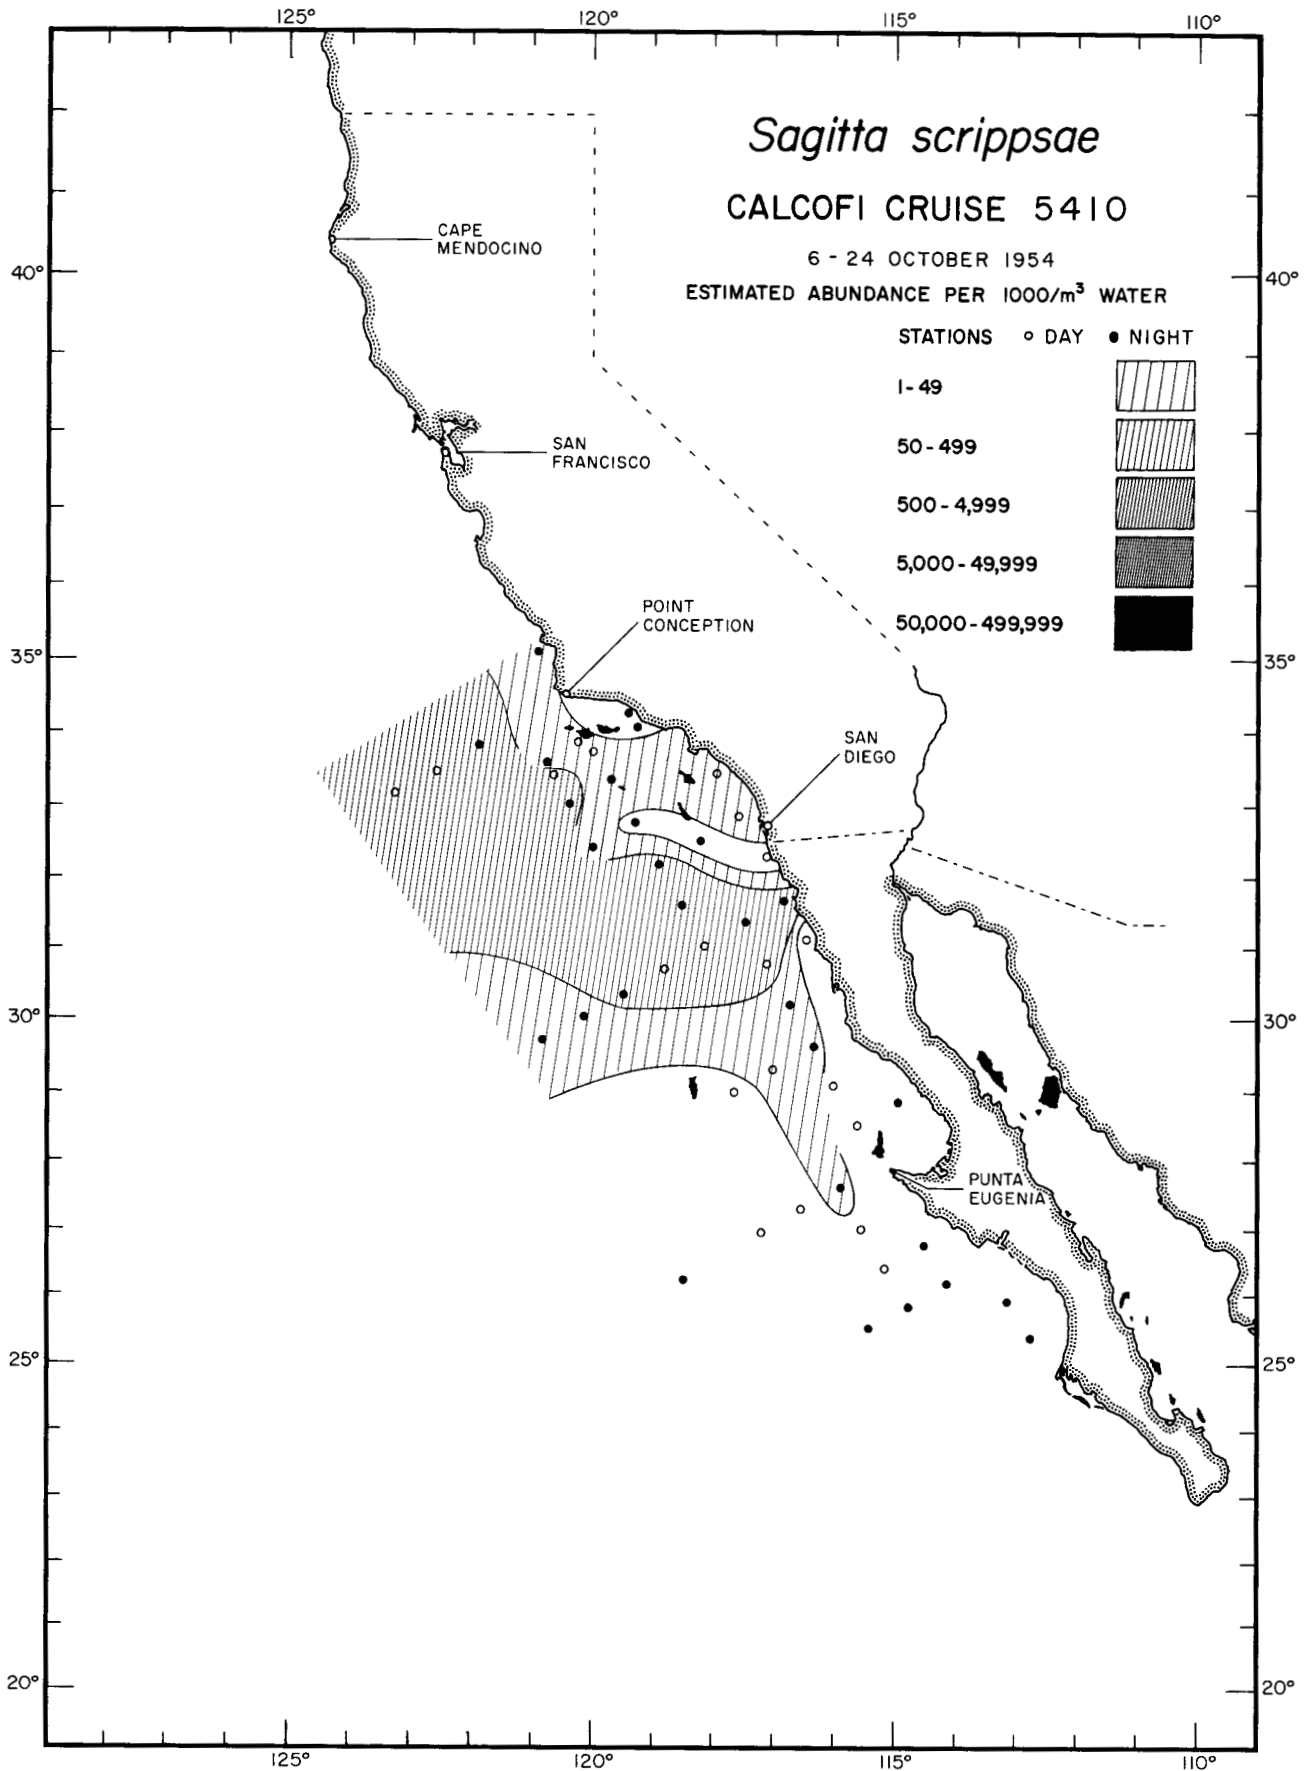 125° 120° 115° 110°
Sagitta scrippsae
CALCOFI CRUISE 5410
6 - 24 OCTOBER 1954
ESTIMATED ABUNDANCE PER 1000/m³ WATER
STATIONS ○ DAY ● NIGHT
1-49
50-499
500-4,999
5,000-49,999
50,000-499,999
CAPE
MENDOCINO
40° 40°
SAN
FRANCISCO
POINT
CONCEPTION
35° 35°
SAN
DIEGO
30° 30°
PUNTA
EUGENIA
25° 25°
20° 20°
125° 120° 115° 110°